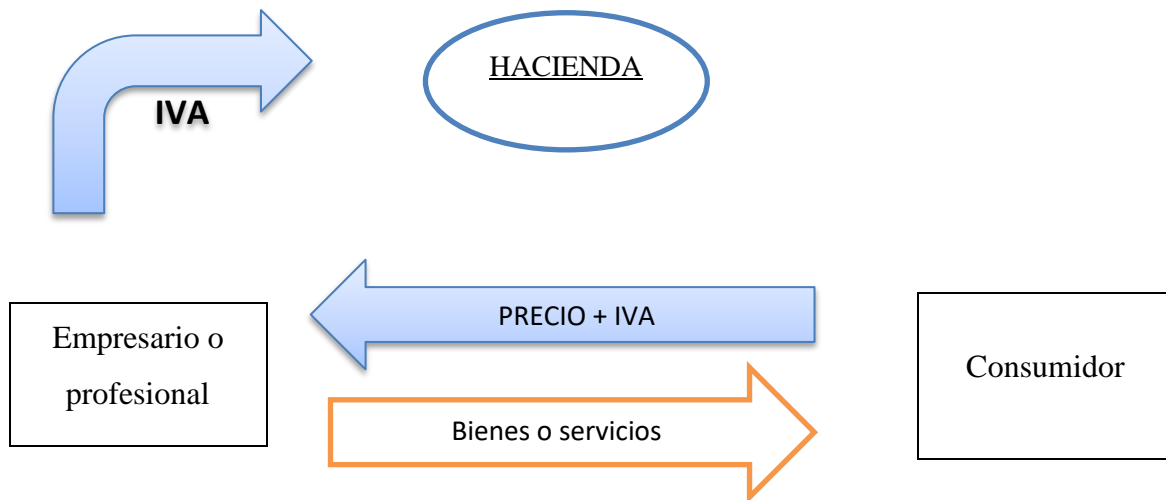 HACIENDA
IVA
PRECIO + IVA
Empresario o
profesional
Consumidor
Bienes o servicios